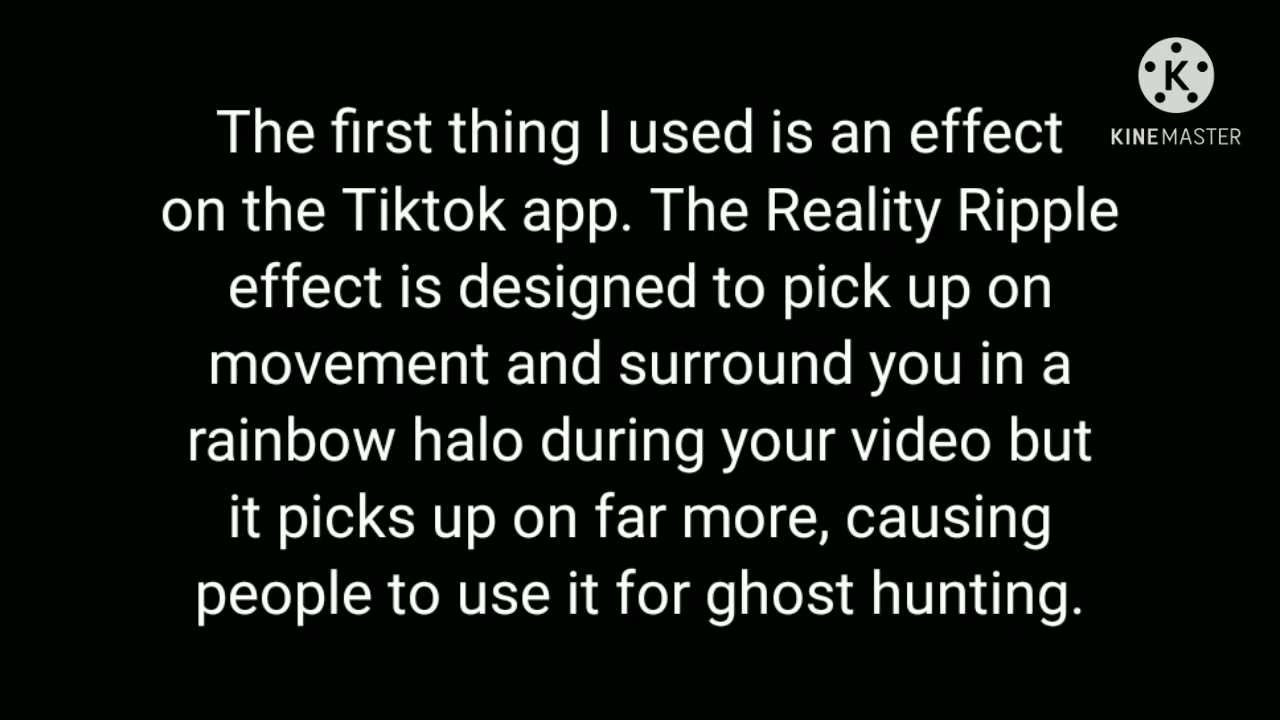 K
KINEMASTER
The first thing I used is an effect
on the Tiktok app. The Reality Ripple
effect is designed to pick up on
movement and surround you in a
rainbow halo during your video but
it picks up on far more, causing
people to use it for ghost hunting.